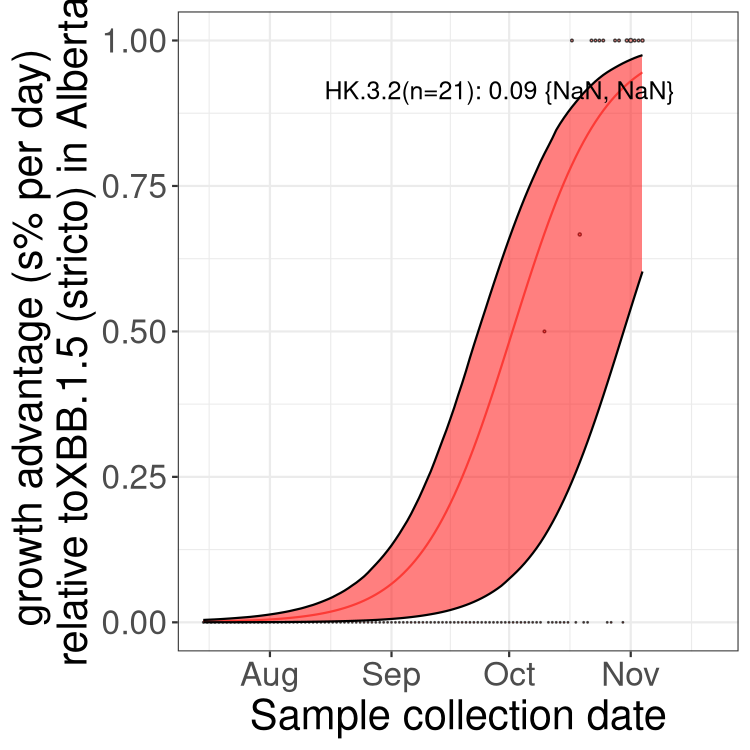 growth advantage (s% per day)
relative toXBB.1.5 (stricto) in Alberta
1.00
0.75
0.50
0.25
0.00
HK.3.2(n=21): 0.09 {NaN, NaN}
Aug Sep Oct Nov
Sample collection date